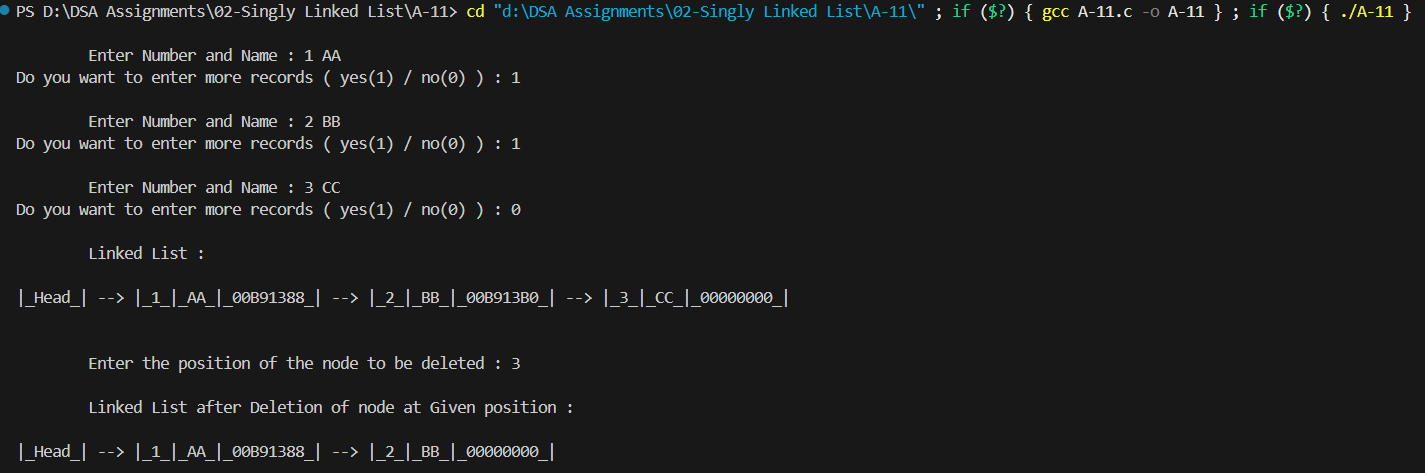 PS D:\DSA Assignments\02-Singly Linked List\A-11> cd "d:\DSA Assignments\02-Singly Linked List\A-11\" ; if ($?) { gcc A-11.c -o A-11 } ; if ($?) { ./A-11 }
Enter Number and Name : 1 AA
Do you want to enter more records ( yes(1) / no(0) ) : 1
Enter Number and Name : 2 BB
Do you want to enter more records ( yes(1) / no(0) ) : 1
Enter Number and Name : 3 CC
Do you want to enter more records ( yes(1) / no(0) ) : 0
Linked List :
|_Head_| --> |_1_|_AA_|_00B91388_| --> |_2_|_BB_|_00B913B0_| --> |_3_|_CC_|_00000000_|
Enter the position of the node to be deleted : 3
Linked List after Deletion of node at Given position :
|_Head_| --> |_1_|_AA_|_00B91388_| --> |_2_|_BB_|_00000000_|